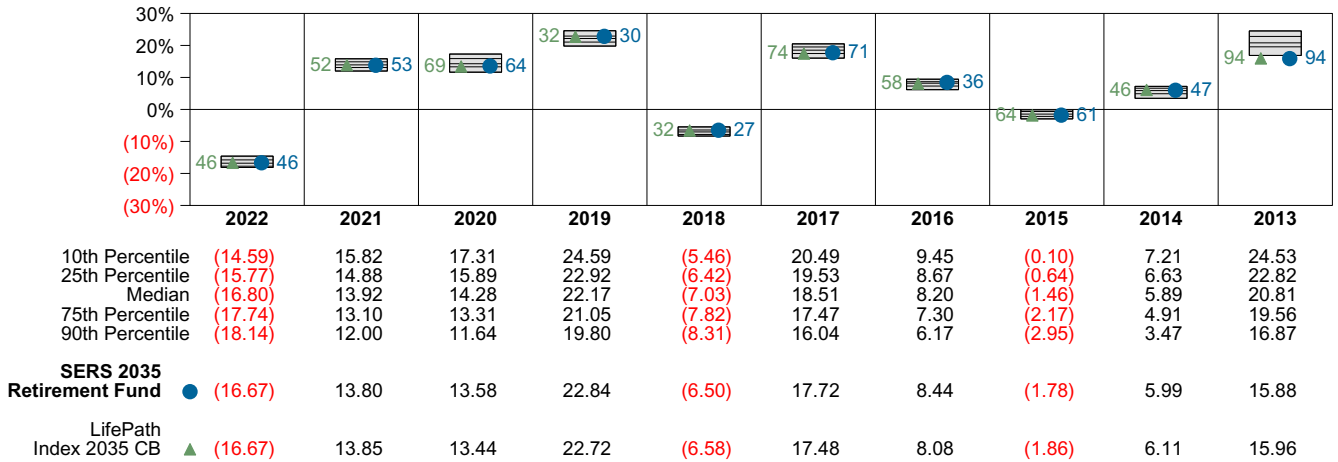 30%
20%
10%
0%
(10%)
(20%)
(30%)
46 46
52 53
69 64
32 30
32 27
74 71
58 36
64 61
46 47
94 94
2022 2021 2020 2019 2018 2017 2016 2015 2014 2013
10th Percentile (14.59) 15.82 17.31 24.59 (5.46) 20.49 9.45 (0.10) 7.21 24.53
25th Percentile (15.77) 14.88 15.89 22.92 (6.42) 19.53 8.67 (0.64) 6.63 22.82
Median (16.80) 13.92 14.28 22.17 (7.03) 18.51 8.20 (1.46) 5.89 20.81
75th Percentile (17.74) 13.10 13.31 21.05 (7.82) 17.47 7.30 (2.17) 4.91 19.56
90th Percentile (18.14) 12.00 11.64 19.80 (8.31) 16.04 6.17 (2.95) 3.47 16.87
SERS 2035
Retirement Fund (16.67) 13.80 13.58 22.84 (6.50) 17.72 8.44 (1.78) 5.99 15.88
LifePath
Index 2035 CB (16.67) 13.85 13.44 22.72 (6.58) 17.48 8.08 (1.86) 6.11 15.96